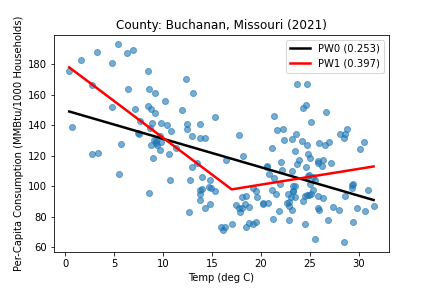 County: Buchanan, Missouri (2021)
PW0 (0.253)
PW1 (0.397)
Per-Capita Consumption (MMBtu/1000 Households)
180
160
140
120
100
80
60
0 5 10 15 20 25 30
Temp (deg C)